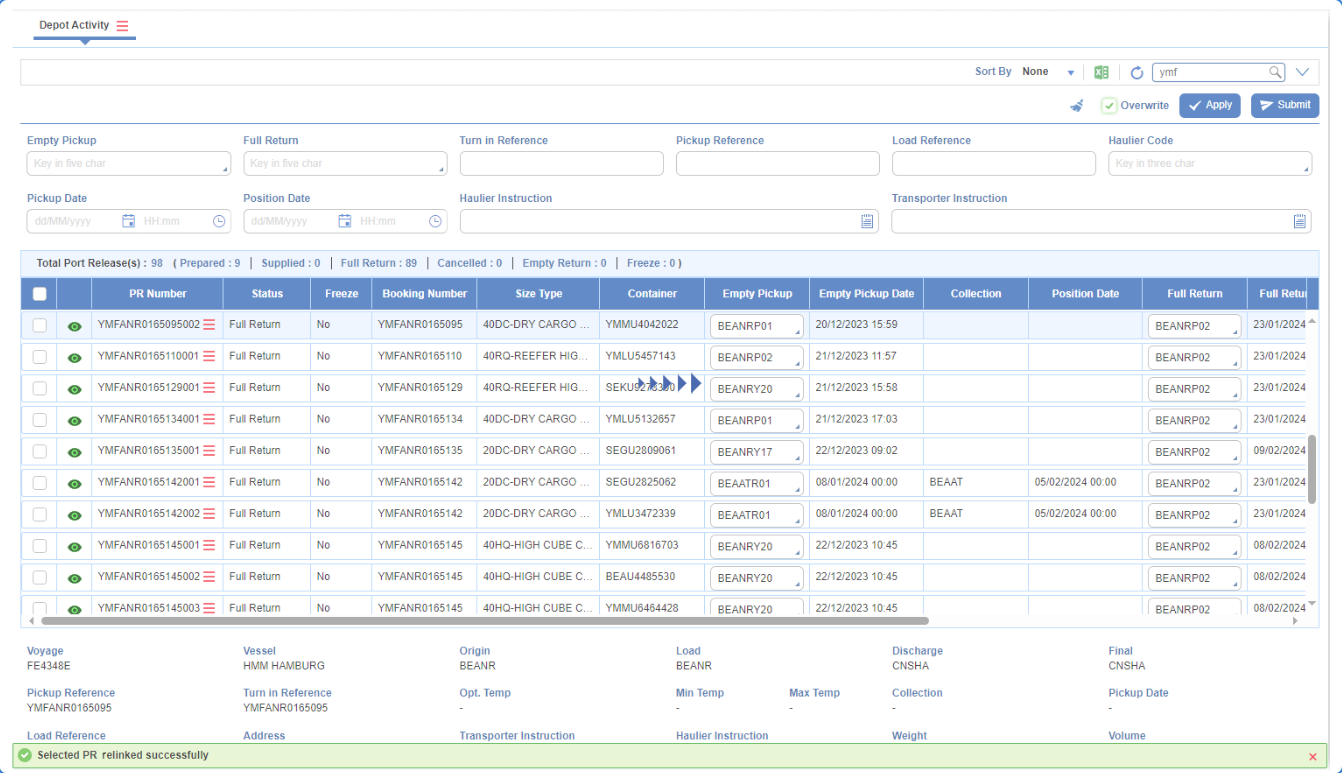 Depot Activity
Sort By None ymf
Overwrite Apply Submit
Empty Pickup Full Return Turn in Reference Pickup Reference Load Reference Haulier Code
Key in five char Key in five char Key in three char
Pickup Date Position Date Haulier Instruction Transporter Instruction
dd/MM/yyyy HH:mm dd/MM/yyyy HH:mm
Total Port Release(s) : 98 ( Prepared : 9 | Supplied : 0 | Full Return : 89 | Cancelled : 0 | Empty Return : 0 | Freeze : 0 )
PR Number Status Freeze Booking Number Size Type Container Empty Pickup Empty Pickup Date Collection Position Date Full Return Full Retur
YMFANR0165095002 Full Return No YMFANR0165095 40DC-DRY CARGO ... YMMU4042022 BEANRP01 20/12/2023 15:59 BEANRP02 23/01/2024
YMFANR0165110001 Full Return No YMFANR0165110 40RQ-REEFER HIG... YMLU5457143 BEANRP02 21/12/2023 11:57 BEANRP02 23/01/2024
YMFANR0165129001 Full Return No YMFANR0165129 40RQ-REEFER HIG... BEANRY20 21/12/2023 15:58 BEANRP02 23/01/2024
YMFANR0165134001 Full Return No YMFANR0165134 40DC-DRY CARGO ... YMLU5132657 BEANRP01 21/12/2023 17:03 BEANRP02 23/01/2024
YMFANR0165135001 Full Return No YMFANR0165135 20DC-DRY CARGO ... SEGU2809061 BEANRY17 22/12/2023 09:02 BEANRP02 09/02/2024
YMFANR0165142001 Full Return No YMFANR0165142 20DC-DRY CARGO ... SEGU2825062 BEAATR01 08/01/2024 00:00 BEAAT 05/02/2024 00:00 BEANRP02 23/01/2024
YMFANR0165142002 Full Return No YMFANR0165142 20DC-DRY CARGO ... YMLU3472339 BEAATR01 08/01/2024 00:00 BEAAT 05/02/2024 00:00 BEANRP02 23/01/2024
YMFANR0165145001 Full Return No YMFANR0165145 40HQ-HIGH CUBE C... YMMU6816703 BEANRY20 22/12/2023 10:45 BEANRP02 08/02/2024
YMFANR0165145002 Full Return No YMFANR0165145 40HQ-HIGH CUBE C... BEAU4485530 BEANRY20 22/12/2023 10:45 BEANRP02 08/02/2024
YMFANR0165145003 Full Return No YMFANR0165145 40HQ-HIGH CUBE C... YMMU6464428 BEANRY20 22/12/2023 10:45 BEANRP02 08/02/2024
Voyage Vessel Origin Load Discharge Final
FE4348E HMM HAMBURG BEANR BEANR CNSHA CNSHA
Pickup Reference Turn in Reference Opt. Temp Min Temp Max Temp Collection Pickup Date
YMFANR0165095 YMFANR0165095 - - - - -
Load Reference Address Transporter Instruction Haulier Instruction Weight Volume
Selected PR relinked successfully